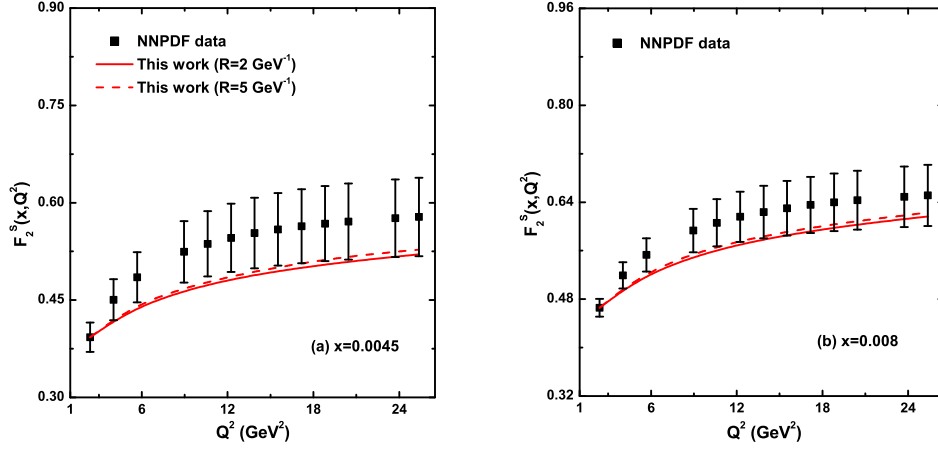 0.90
0.75
0.60
0.45
0.30
F₂ˢ(x,Q²)
NNPDF data
This work (R=2 GeV⁻¹)
This work (R=5 GeV⁻¹)
(a) x=0.0045
1 6 12 18 24
Q² (GeV²)
0.96
0.80
0.64
0.48
0.32
F₂ˢ(x,Q²)
NNPDF data
(b) x=0.008
1 6 12 18 24
Q² (GeV²)